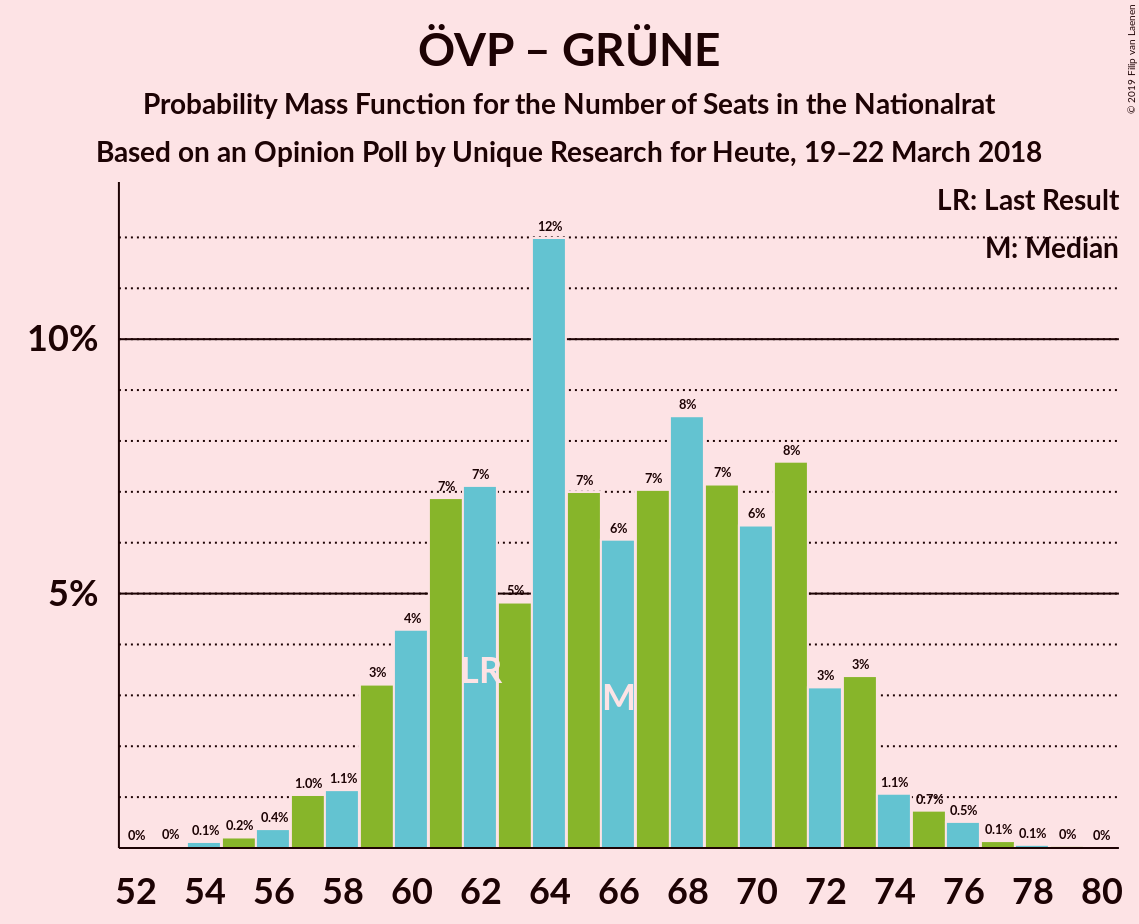 ÖVP – GRÜNE
Probability Mass Function for the Number of Seats in the Nationalrat
Based on an Opinion Poll by Unique Research for Heute, 19–22 March 2018
© 2019 Filip van Laenen
LR: Last Result
M: Median
10%
5%
0% 0% 0.1% 0.2% 0.4% 1.0% 1.1% 3% 4% 7% 7% 5% 12% 7% 6% 7% 8% 7% 6% 8% 3% 3% 1.1% 0.7% 0.5% 0.1% 0.1% 0% 0%
LR
M
52 54 56 58 60 62 64 66 68 70 72 74 76 78 80